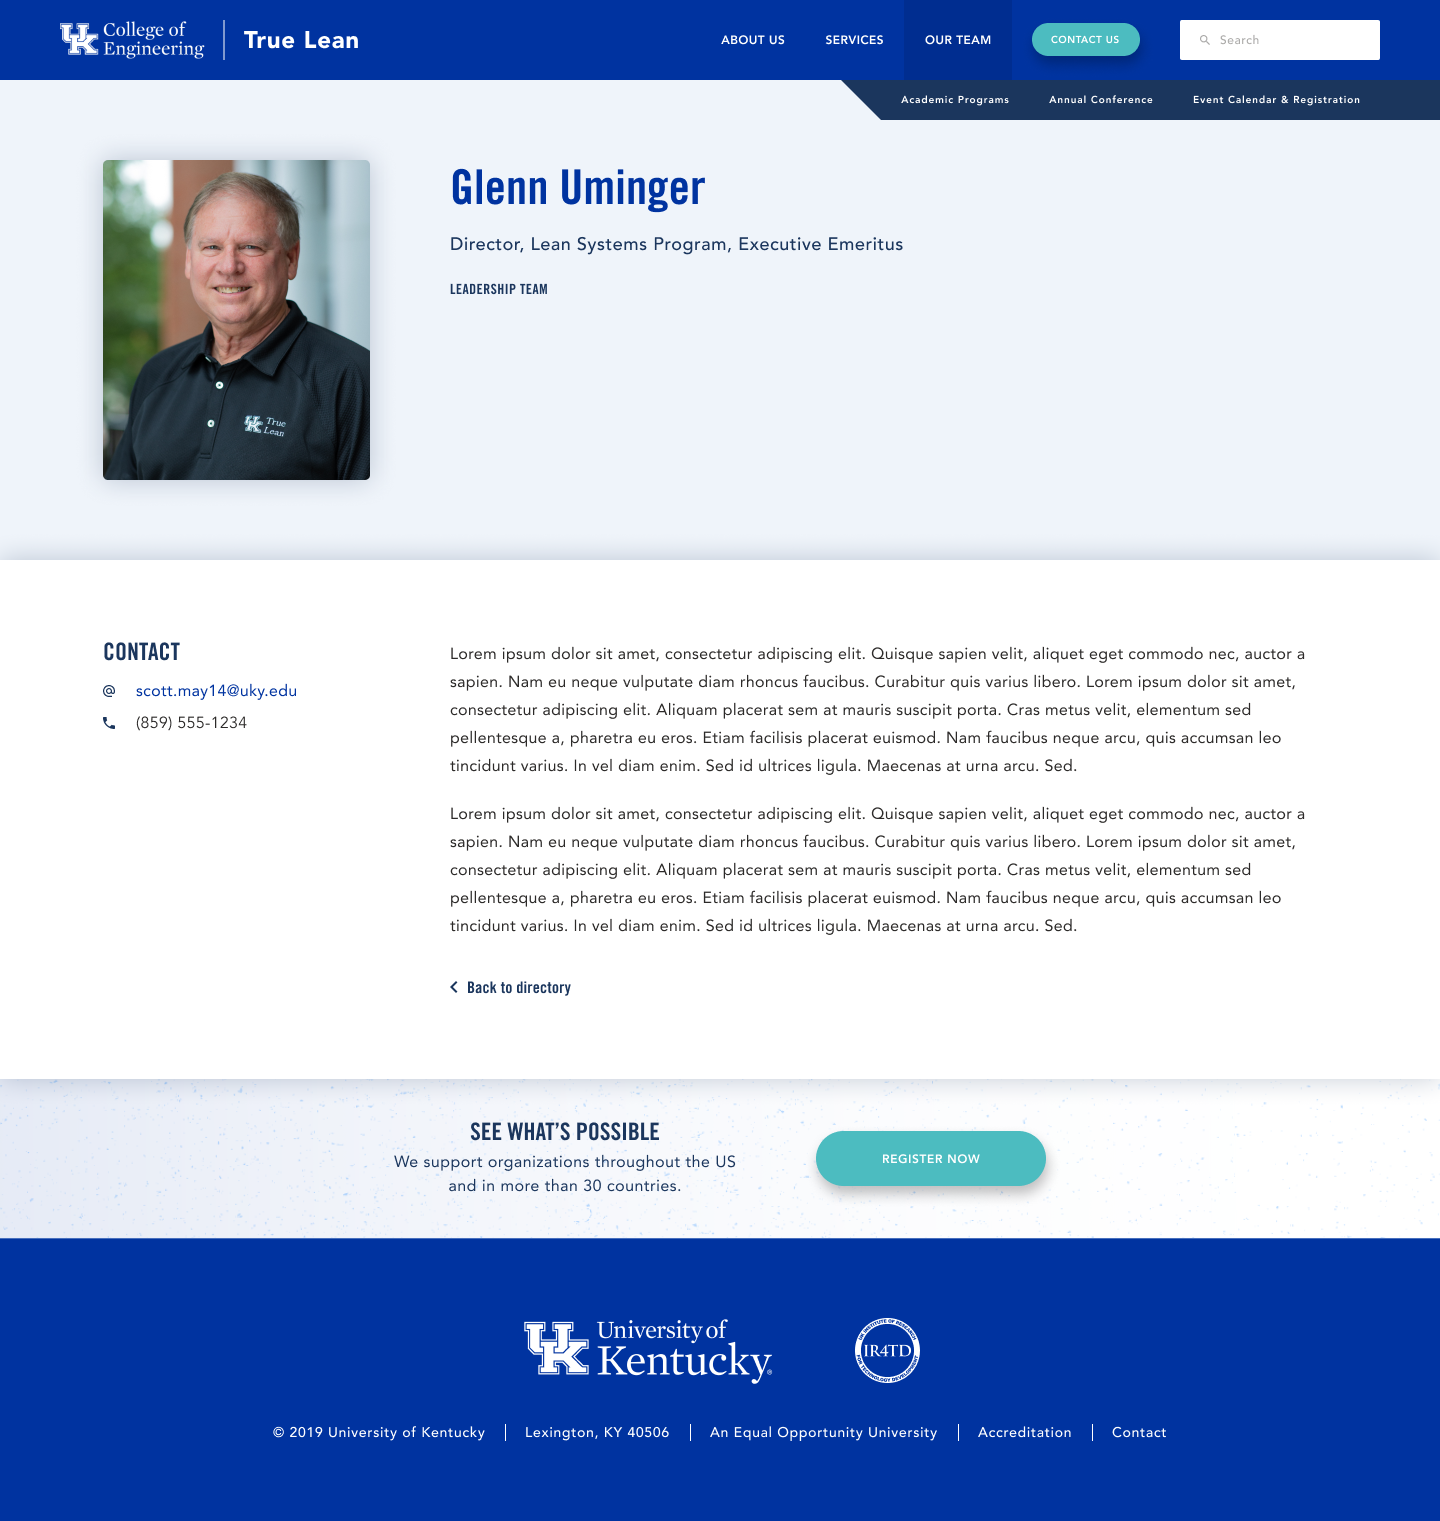 UK College of
Engineering
True Lean
ABOUT US
SERVICES
OUR TEAM
CONTACT US
Search
Academic Programs
Annual Conference
Event Calendar & Registration
Glenn Uminger
Director, Lean Systems Program, Executive Emeritus
LEADERSHIP TEAM
UK True
Lean
CONTACT
scott.may14@uky.edu
(859) 555-1234
Lorem ipsum dolor sit amet, consectetur adipiscing elit. Quisque sapien velit, aliquet eget commodo nec, auctor a
sapien. Nam eu neque vulputate diam rhoncus faucibus. Curabitur quis varius libero. Lorem ipsum dolor sit amet,
consectetur adipiscing elit. Aliquam placerat sem at mauris suscipit porta. Cras metus velit, elementum sed
pellentesque a, pharetra eu eros. Etiam facilisis placerat euismod. Nam faucibus neque arcu, quis accumsan leo
tincidunt varius. In vel diam enim. Sed id ultrices ligula. Maecenas at urna arcu. Sed.
Lorem ipsum dolor sit amet, consectetur adipiscing elit. Quisque sapien velit, aliquet eget commodo nec, auctor a
sapien. Nam eu neque vulputate diam rhoncus faucibus. Curabitur quis varius libero. Lorem ipsum dolor sit amet,
consectetur adipiscing elit. Aliquam placerat sem at mauris suscipit porta. Cras metus velit, elementum sed
pellentesque a, pharetra eu eros. Etiam facilisis placerat euismod. Nam faucibus neque arcu, quis accumsan leo
tincidunt varius. In vel diam enim. Sed id ultrices ligula. Maecenas at urna arcu. Sed.
Back to directory
SEE WHAT’S POSSIBLE
We support organizations throughout the US
and in more than 30 countries.
REGISTER NOW
UK University of
Kentucky®
UK INSTITUTE OF RESEARCH
IR4TD
FOR TECHNOLOGY DEVELOPMENT
© 2019 University of Kentucky
Lexington, KY 40506
An Equal Opportunity University
Accreditation
Contact